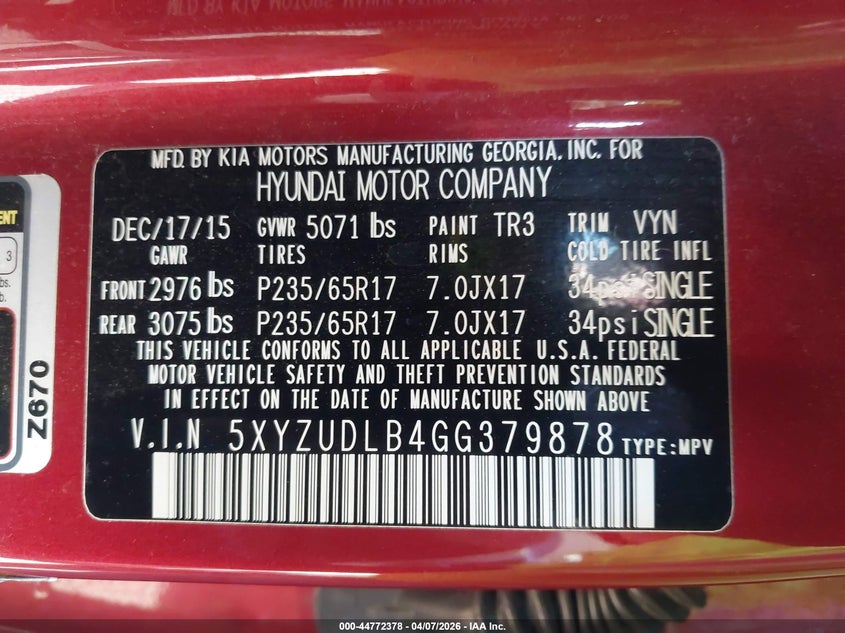 MFD. BY KIA MOTORS MANUFACTURING GEORGIA, INC. FOR
HYUNDAI MOTOR COMPANY
DEC/17/15 GVWR 5071 lbs PAINT TR3 TRIM VYN
GAWR TIRES RIMS COLD TIRE INFL
FRONT 2976 lbs P235/65R17 7.0JX17 34psi SINGLE
REAR 3075 lbs P235/65R17 7.0JX17 34psi SINGLE
THIS VEHICLE CONFORMS TO ALL APPLICABLE U.S.A. FEDERAL
MOTOR VEHICLE SAFETY AND THEFT PREVENTION STANDARDS
IN EFFECT ON THE DATE OF MANUFACTURE SHOWN ABOVE
V.I.N 5XYZUDLB4GG379878 TYPE:MPV
3
Z670
000-44772378 - 04/07/2026 - IAA Inc.